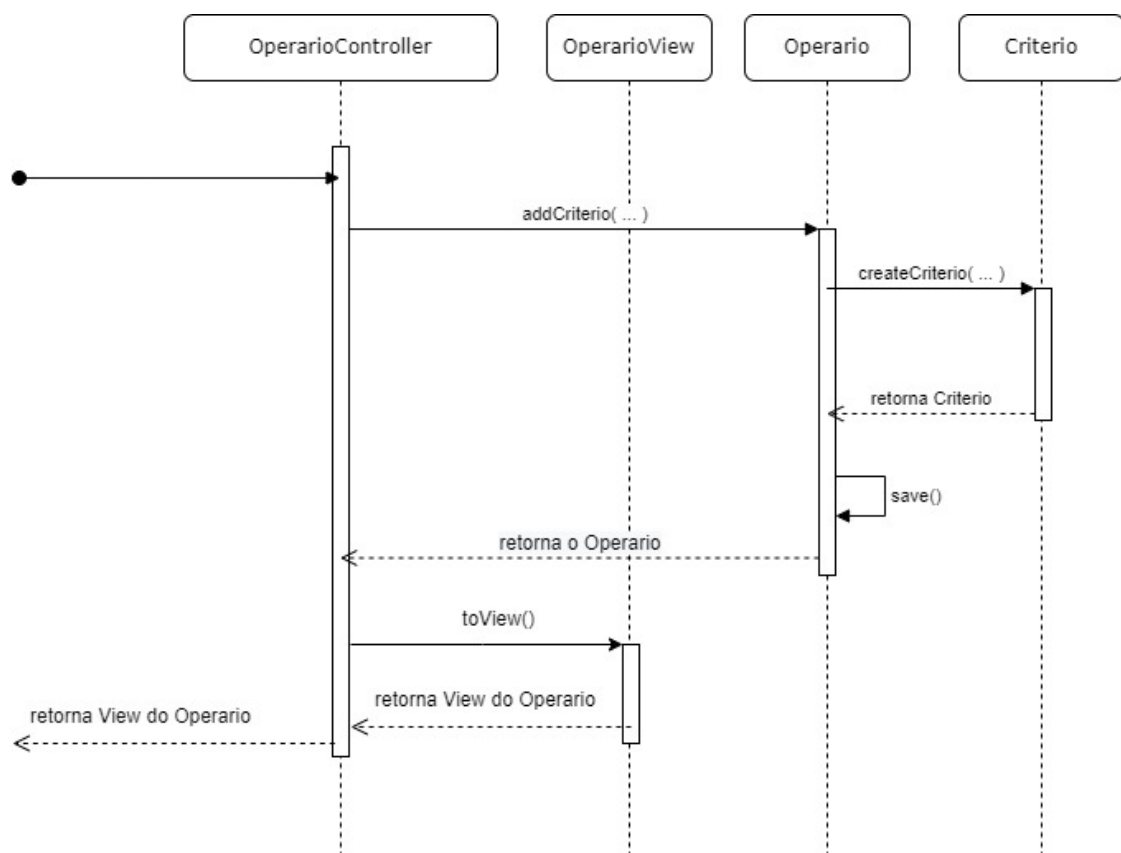 OperarioController
OperarioView
Operario
Criterio
addCriterio( ... )
createCriterio( ... )
retorna Criterio
save()
retorna o Operario
toView()
retorna View do Operario
retorna View do Operario